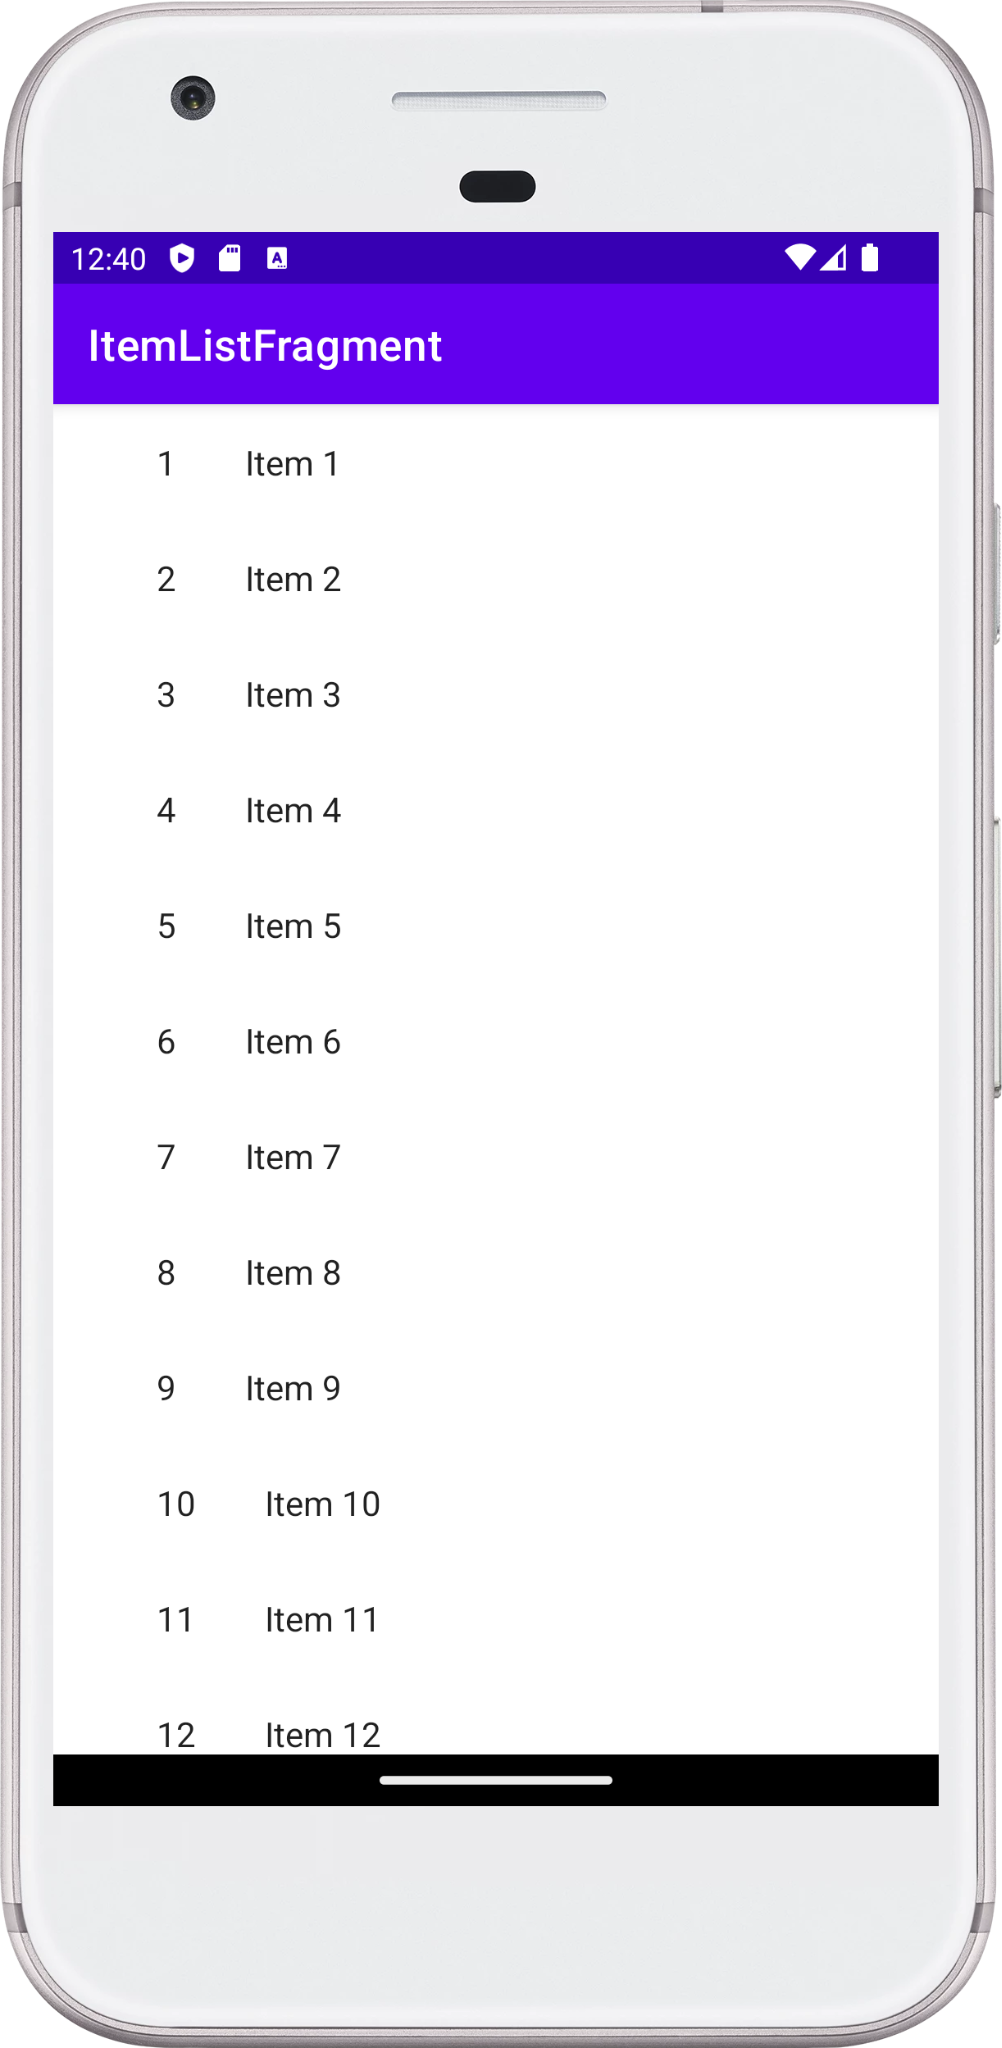 12:40
ItemListFragment
1 Item 1
2 Item 2
3 Item 3
4 Item 4
5 Item 5
6 Item 6
7 Item 7
8 Item 8
9 Item 9
10 Item 10
11 Item 11
12 Item 12